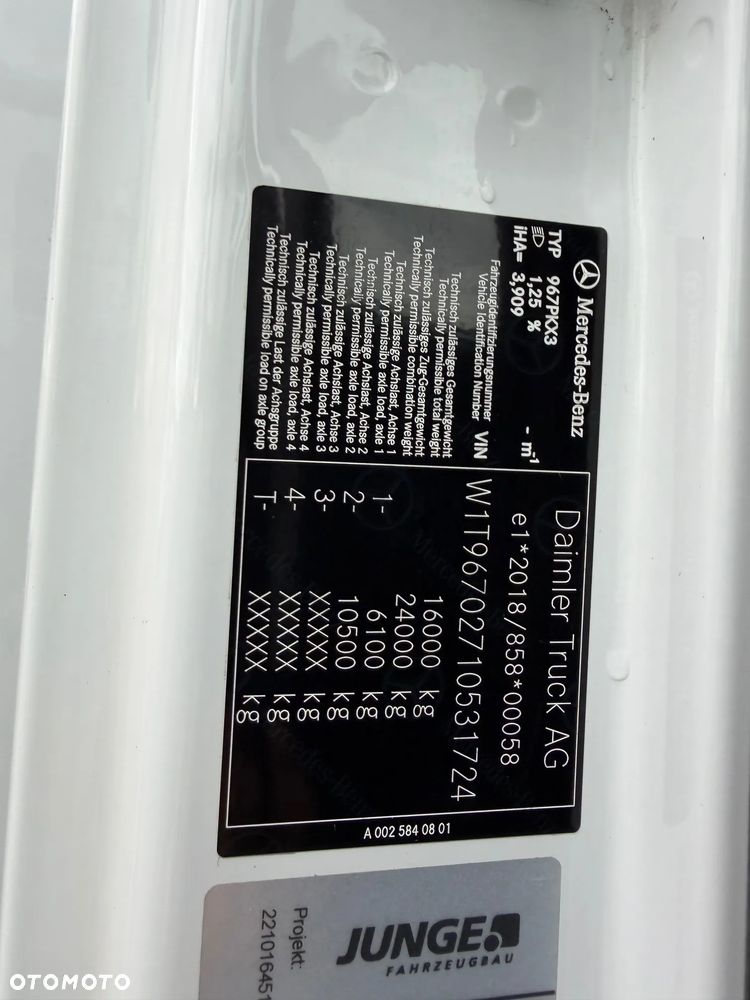 Mercedes-Benz
TYP 967PKX3
1,25 % - m-1
iHA= 3,909
Daimler Truck AG
e1*2018/858*00058
Fahrzeugidentifizierungsnummer
Vehicle Identification Number VIN W1T96702710531724
Technisch zulässiges Gesamtgewicht
Technically permissible total weight 16000 kg
Technisch zulässiges Zug-Gesamtgewicht
Technically permissible combination weight 24000 kg
Technisch zulässige Achslast, Achse 1
Technically permissible axle load, axle 1 1- 6100 kg
Technisch zulässige Achslast, Achse 2
Technically permissible axle load, axle 2 2- 10500 kg
Technisch zulässige Achslast, Achse 3
Technically permissible axle load, axle 3 3- XXXXX kg
Technisch zulässige Achslast, Achse 4
Technically permissible axle load, axle 4 4- XXXXX kg
Technisch zulässige Last der Achsgruppe
Technically permissible load on axle group T- XXXXX kg
A 002 584 08 01
JUNGE
FAHRZEUGBAU
Projekt:
221016451
OTOMOTO